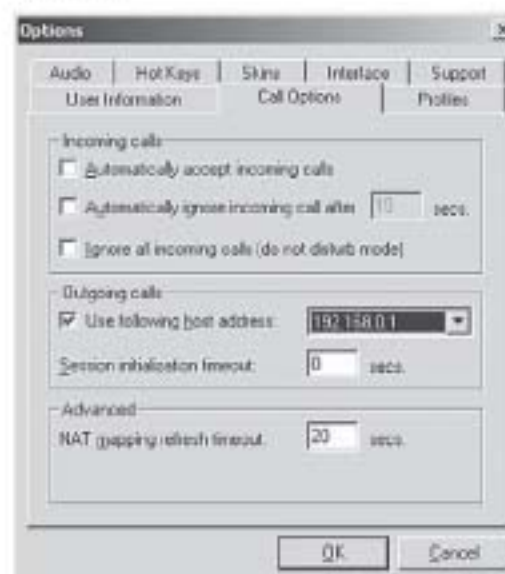 Options
Audio Hot Keys Skins Interface Support
User Information Call Options Profiles
Incoming calls
Automatically accept incoming calls
Automatically ignore incoming call after 10 secs.
Ignore all incoming calls (do not disturb mode)
Outgoing calls
Use following host address: 192.168.0.1
Session initialization timeout: 0 secs.
Advanced
NAT mapping refresh timeout: 20 secs.
OK Cancel